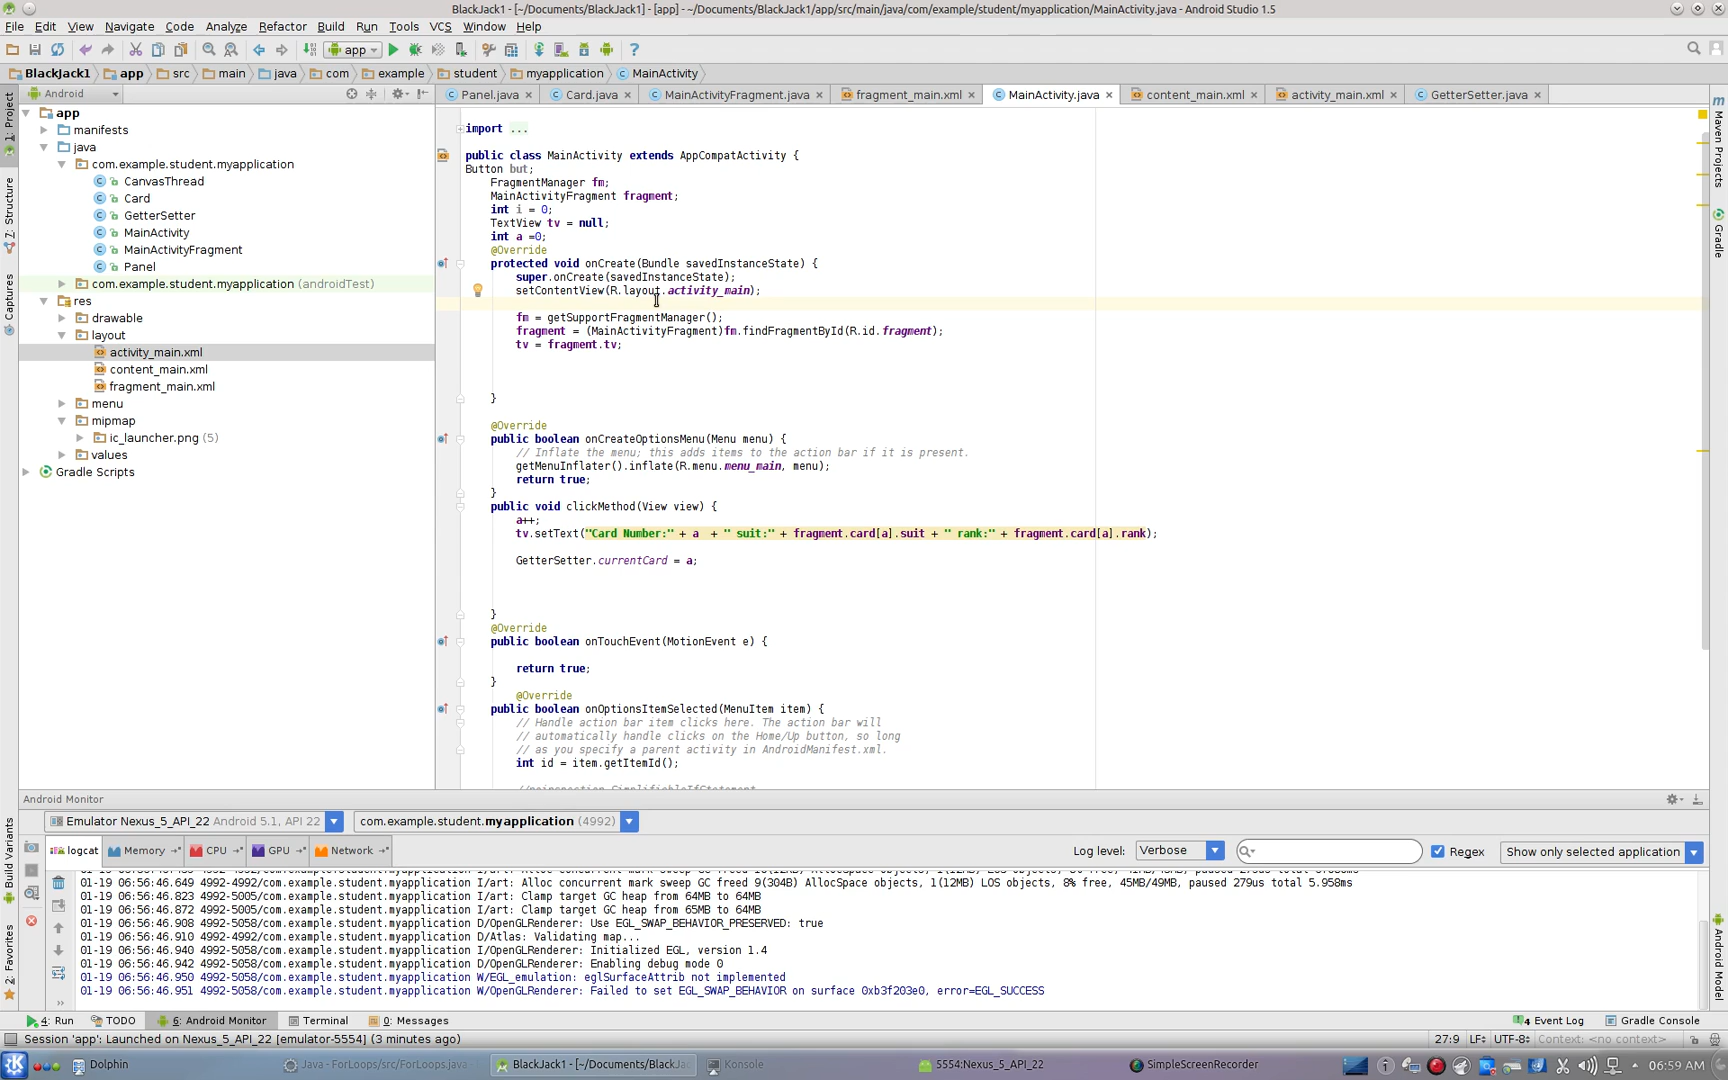 BlackJack1 - [~/Documents/BlackJack1] - [app] - ~/Documents/BlackJack1/app/src/main/java/com/example/student/myapplication/MainActivity.java - Android Studio 1.5
File Edit View Navigate Code Analyze Refactor Build Run Tools VCS Window Help
app
BlackJack1 app src main java com example student myapplication MainActivity
Android
Panel.java Card.java MainActivityFragment.java fragment_main.xml MainActivity.java content_main.xml activity_main.xml GetterSetter.java
1: Project
7: Structure
Captures
Build Variants
2: Favorites
Maven Projects
Gradle
Android Model
app
manifests
java
com.example.student.myapplication
CanvasThread
Card
GetterSetter
MainActivity
MainActivityFragment
Panel
com.example.student.myapplication (androidTest)
res
drawable
layout
activity_main.xml
content_main.xml
fragment_main.xml
menu
mipmap
ic_launcher.png (5)
values
Gradle Scripts
import ...
public class MainActivity extends AppCompatActivity {
Button but;
FragmentManager fm;
MainActivityFragment fragment;
int i = 0;
TextView tv = null;
int a =0;
@Override
protected void onCreate(Bundle savedInstanceState) {
super.onCreate(savedInstanceState);
setContentView(R.layout.activity_main);
fm = getSupportFragmentManager();
fragment = (MainActivityFragment)fm.findFragmentById(R.id.fragment);
tv = fragment.tv;
}
@Override
public boolean onCreateOptionsMenu(Menu menu) {
// Inflate the menu; this adds items to the action bar if it is present.
getMenuInflater().inflate(R.menu.menu_main, menu);
return true;
}
public void clickMethod(View view) {
a++;
tv.setText("Card Number:" + a  + " suit:" + fragment.card[a].suit + " rank:" + fragment.card[a].rank);
GetterSetter.currentCard = a;
}
@Override
public boolean onTouchEvent(MotionEvent e) {
return true;
}
@Override
public boolean onOptionsItemSelected(MenuItem item) {
// Handle action bar item clicks here. The action bar will
// automatically handle clicks on the Home/Up button, so long
// as you specify a parent activity in AndroidManifest.xml.
int id = item.getItemId();
//noinspection SimplifiableIfStatement
Android Monitor
Emulator Nexus_5_API_22 Android 5.1, API 22 com.example.student.myapplication (4992)
logcat Memory CPU GPU Network Log level: Verbose Regex Show only selected application
01-19 06:56:46.649 4992-4992/com.example.student.myapplication I/art: Alloc concurrent mark sweep GC freed 9(304B) AllocSpace objects, 1(12MB) LOS objects, 8% free, 45MB/49MB, paused 279us total 5.958ms
01-19 06:56:46.823 4992-5005/com.example.student.myapplication I/art: Clamp target GC heap from 64MB to 64MB
01-19 06:56:46.872 4992-5005/com.example.student.myapplication I/art: Clamp target GC heap from 65MB to 64MB
01-19 06:56:46.908 4992-5058/com.example.student.myapplication D/OpenGLRenderer: Use EGL_SWAP_BEHAVIOR_PRESERVED: true
01-19 06:56:46.910 4992-4992/com.example.student.myapplication D/Atlas: Validating map...
01-19 06:56:46.940 4992-5058/com.example.student.myapplication I/OpenGLRenderer: Initialized EGL, version 1.4
01-19 06:56:46.942 4992-5058/com.example.student.myapplication D/OpenGLRenderer: Enabling debug mode 0
01-19 06:56:46.950 4992-5058/com.example.student.myapplication W/EGL_emulation: eglSurfaceAttrib not implemented
01-19 06:56:46.951 4992-5058/com.example.student.myapplication W/OpenGLRenderer: Failed to set EGL_SWAP_BEHAVIOR on surface 0xb3f203e0, error=EGL_SUCCESS
4: Run TODO 6: Android Monitor Terminal 0: Messages 4 Event Log Gradle Console
Session 'app': Launched on Nexus_5_API_22 [emulator-5554] (3 minutes ago) 27:9 LF UTF-8 Context: <no context>
Dolphin Java - ForLoops/src/ForLoops.java BlackJack1 - [~/Documents/BlackJa Konsole 5554:Nexus_5_API_22 SimpleScreenRecorder 06:59 AM